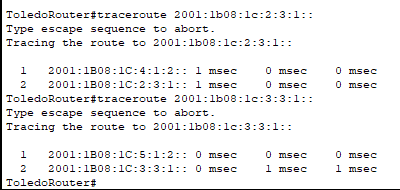 ToledoRouter#traceroute 2001:1b08:1c:2:3:1::
Type escape sequence to abort.
Tracing the route to 2001:1b08:1c:2:3:1::
1 2001:1B08:1C:4:1:2:: 1 msec 0 msec 0 msec
2 2001:1B08:1C:2:3:1:: 1 msec 0 msec 0 msec
ToledoRouter#traceroute 2001:1b08:1c:3:3:1::
Type escape sequence to abort.
Tracing the route to 2001:1b08:1c:3:3:1::
1 2001:1B08:1C:5:1:2:: 0 msec 0 msec 0 msec
2 2001:1B08:1C:3:3:1:: 0 msec 1 msec 1 msec
ToledoRouter#